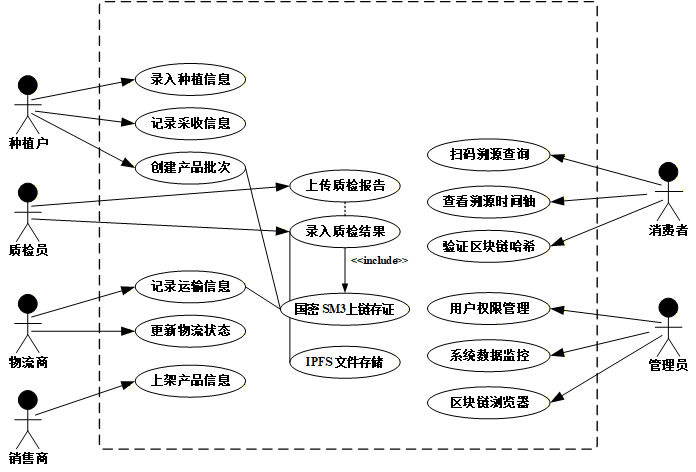 种植户
质检员
物流商
销售商
录入种植信息
记录采收信息
创建产品批次
上传质检报告
录入质检结果
<<include>>
记录运输信息
国密 SM3上链存证
更新物流状态
IPFS 文件存储
上架产品信息
扫码溯源查询
查看溯源时间轴
验证区块链哈希
用户权限管理
系统数据监控
区块链浏览器
消费者
管理员